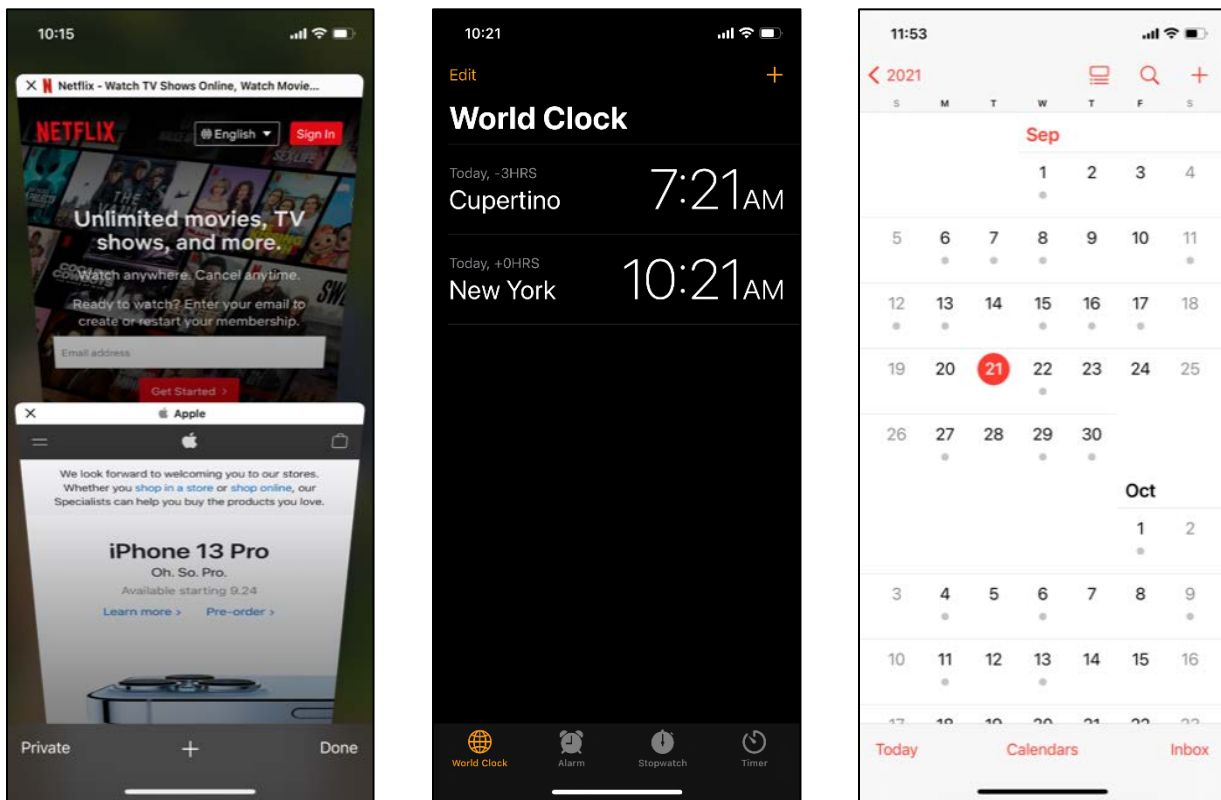 10:15
X N Netflix - Watch TV Shows Online, Watch Movie...
NETFLIX
English
Sign In
Unlimited movies, TV
shows, and more.
Watch anywhere. Cancel anytime.
Ready to watch? Enter your email to
create or restart your membership.
Email address
Get Started >
X Apple
We look forward to welcoming you to our stores.
Whether you shop in a store or shop online, our
Specialists can help you buy the products you love.
iPhone 13 Pro
Oh. So. Pro.
Available starting 9.24
Learn more > Pre-order >
Private + Done
10:21
Edit +
World Clock
Today, -3HRS
Cupertino 7:21AM
Today, +0HRS
New York 10:21AM
World Clock Alarm Stopwatch Timer
11:53
< 2021 +
S M T W T F S
Sep
1 2 3 4
5 6 7 8 9 10 11
12 13 14 15 16 17 18
19 20 21 22 23 24 25
26 27 28 29 30
Oct
1 2
3 4 5 6 7 8 9
10 11 12 13 14 15 16
17 18 19 20 21 22 23
Today Calendars Inbox